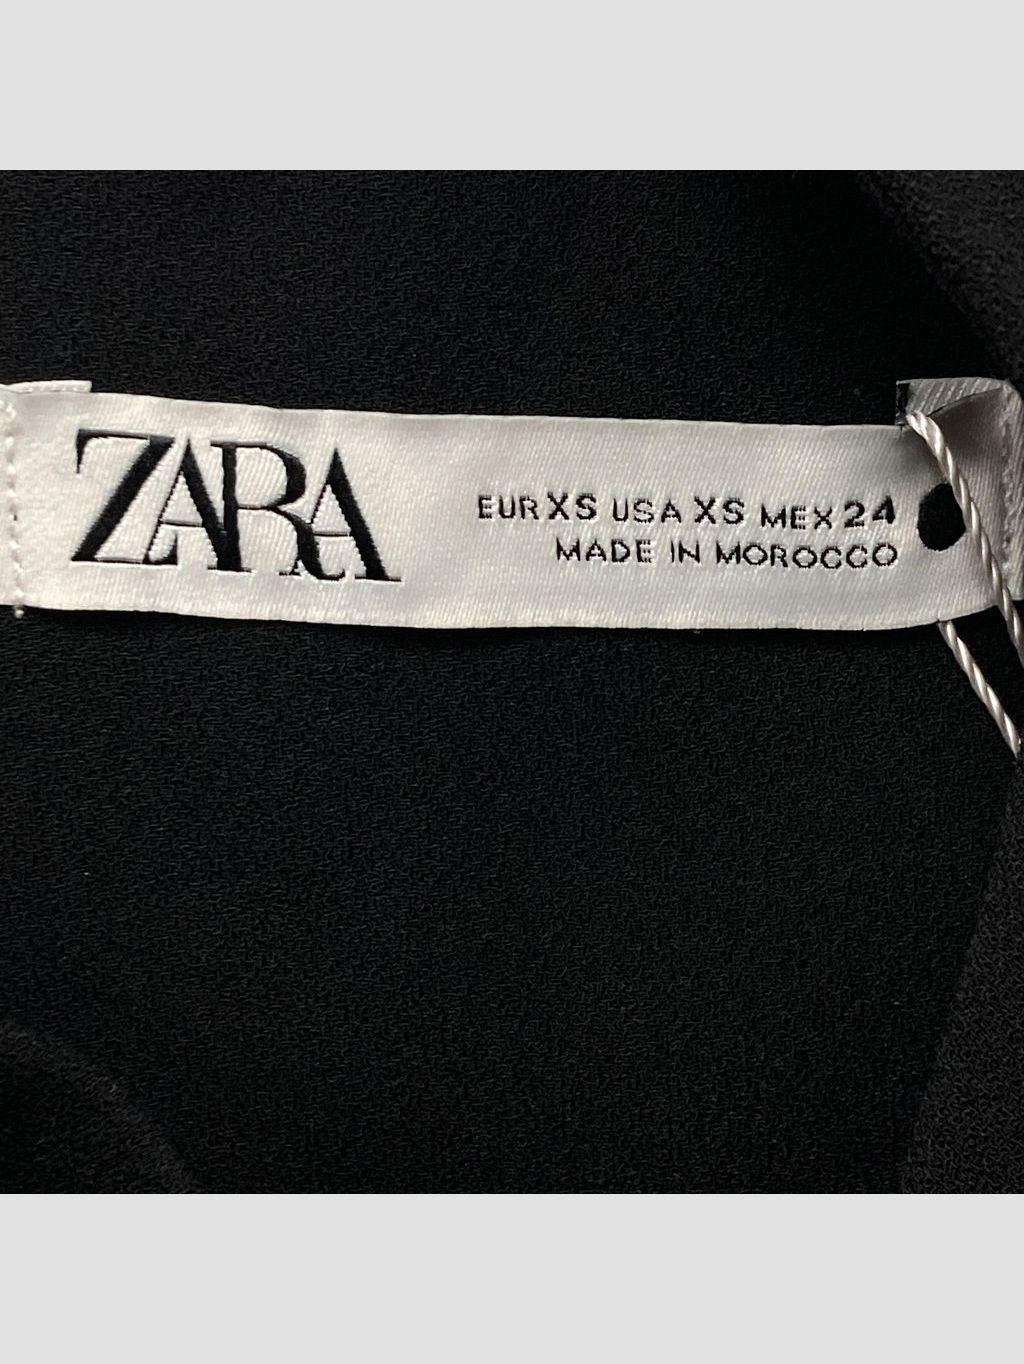 ZARA
EUR XS USA XS MEX 24
MADE IN MOROCCO